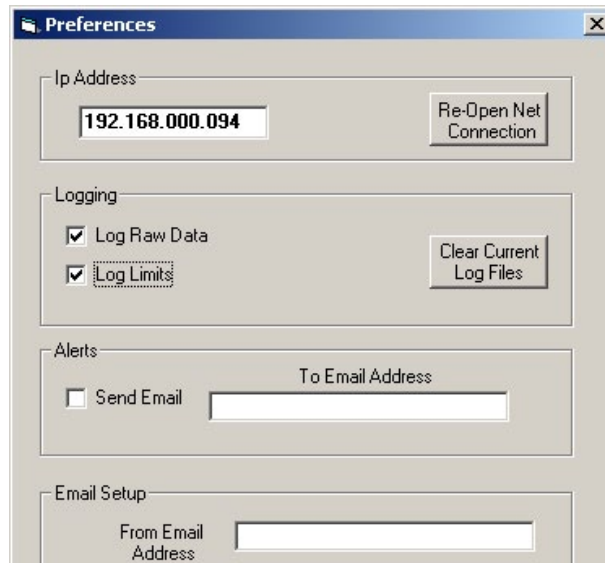 Preferences
Ip Address
192.168.000.094
Re-Open Net
Connection
Logging
Log Raw Data
Log Limits
Clear Current
Log Files
Alerts
To Email Address
Send Email
Email Setup
From Email
Address